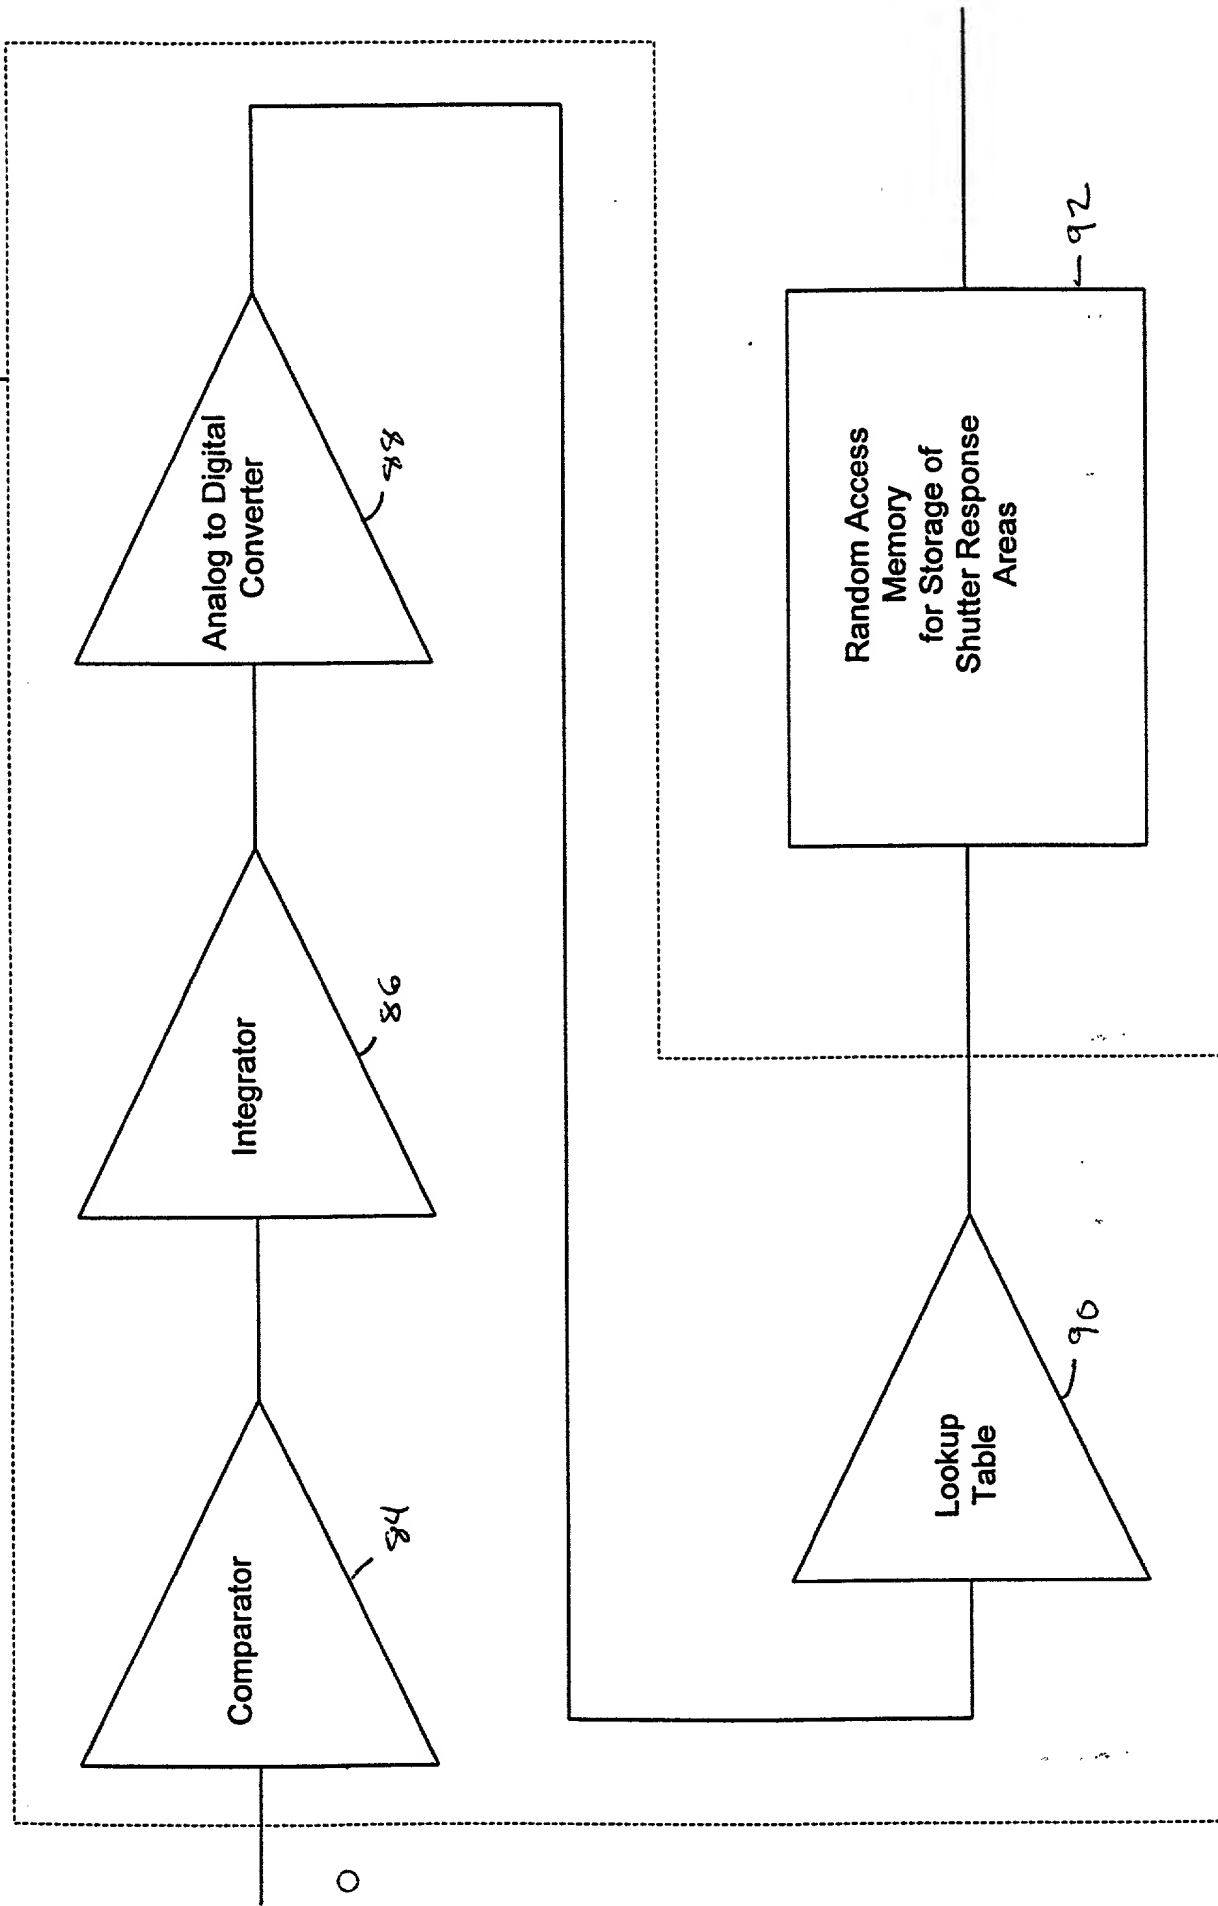 Comparator
84
Integrator
86
Analog to Digital
Converter
88
Lookup
Table
90
Random Access
Memory
for Storage of
Shutter Response
Areas
92